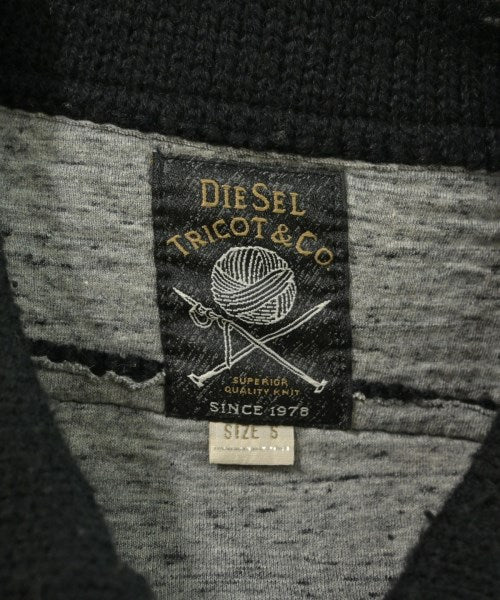 DIESEL
TRICOT & CO.
SUPERIOR
QUALITY KNIT
SINCE 1978
SIZE S